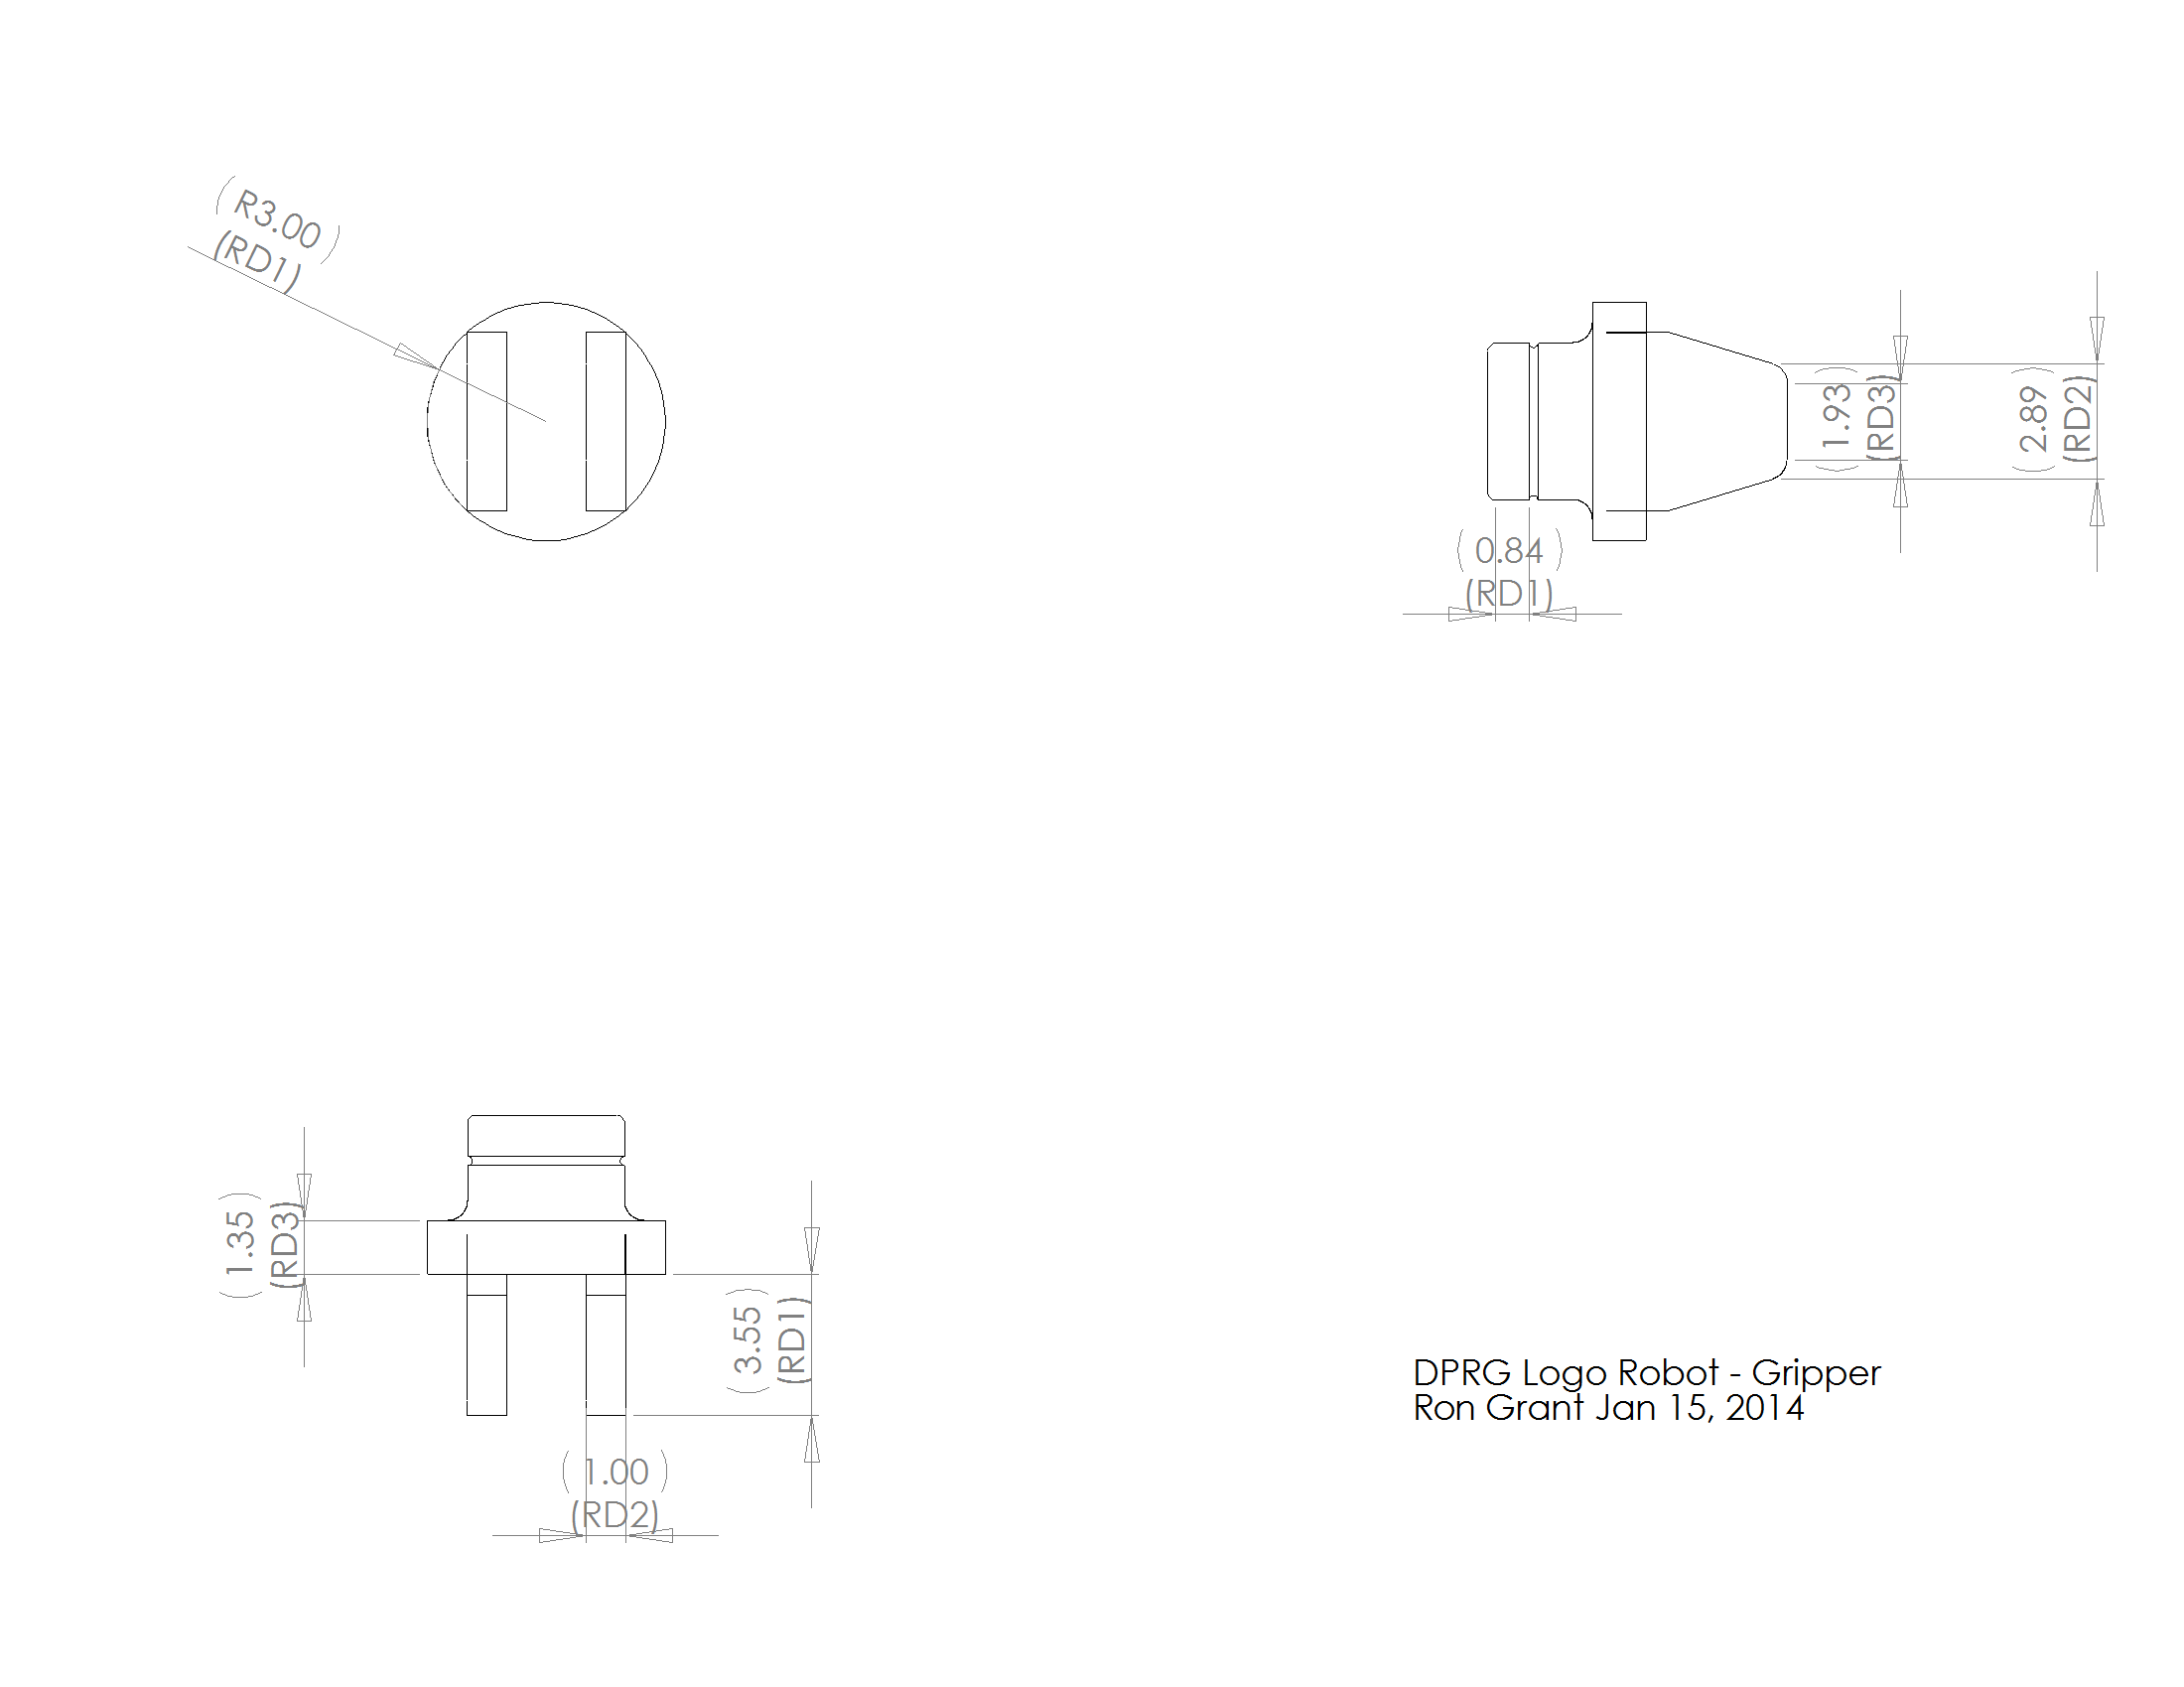 (R3.00)
(RD1)
(1.93)
(RD3)
(2.89)
(RD2)
(0.84)
(RD1)
(1.35)
(RD3)
(3.55)
(RD1)
(1.00)
(RD2)
DPRG Logo Robot - Gripper
Ron Grant Jan 15, 2014